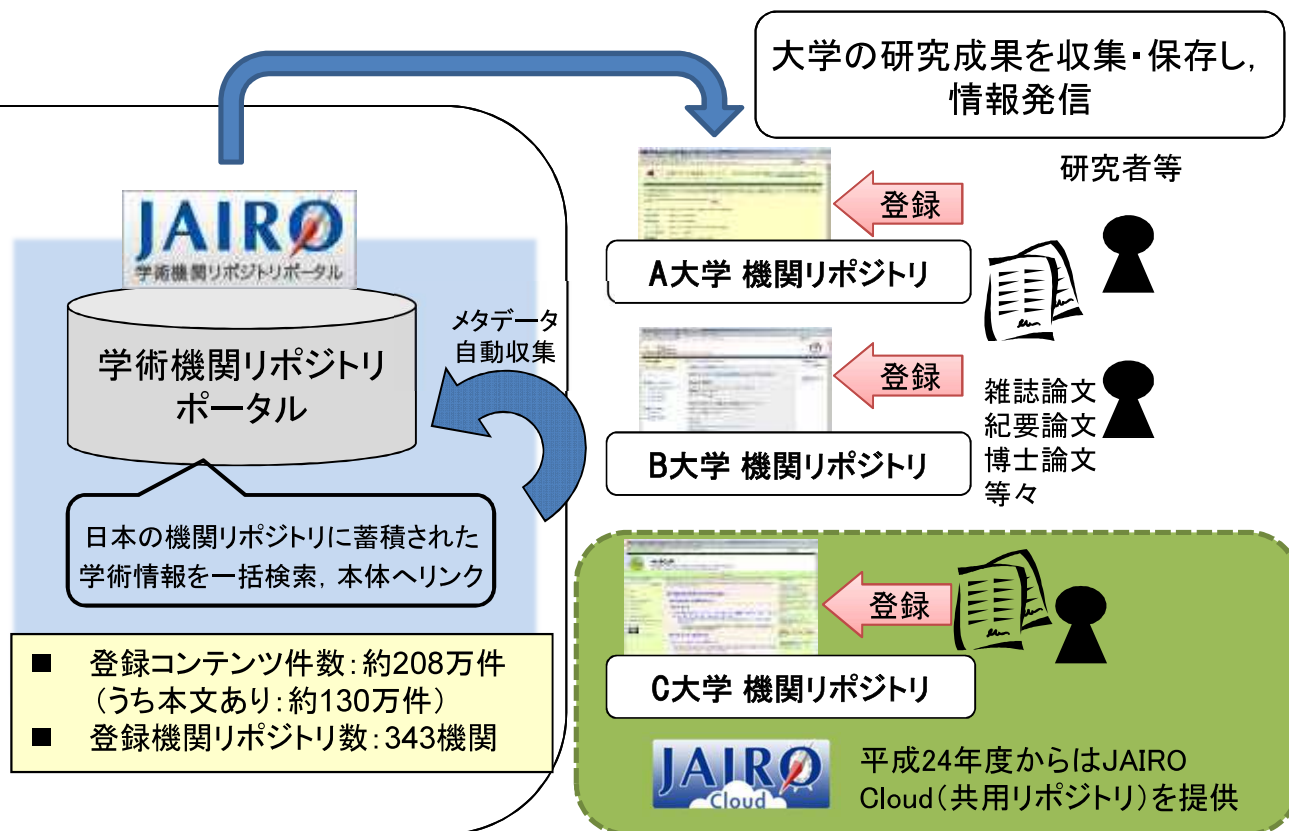 大学の研究成果を収集・保存し，
情報発信
JAIRO
学術機関リポジトリポータル
学術機関リポジトリ
ポータル
メタデータ
自動収集
日本の機関リポジトリに蓄積された
学術情報を一括検索，本体へリンク
■ 登録コンテンツ件数：約208万件
（うち本文あり：約130万件）
■ 登録機関リポジトリ数：343機関
研究者等
登録
A大学 機関リポジトリ
登録
B大学 機関リポジトリ
雑誌論文
紀要論文
博士論文
等々
登録
C大学 機関リポジトリ
JAIRO
Cloud
平成24年度からはJAIRO
Cloud（共用リポジトリ）を提供